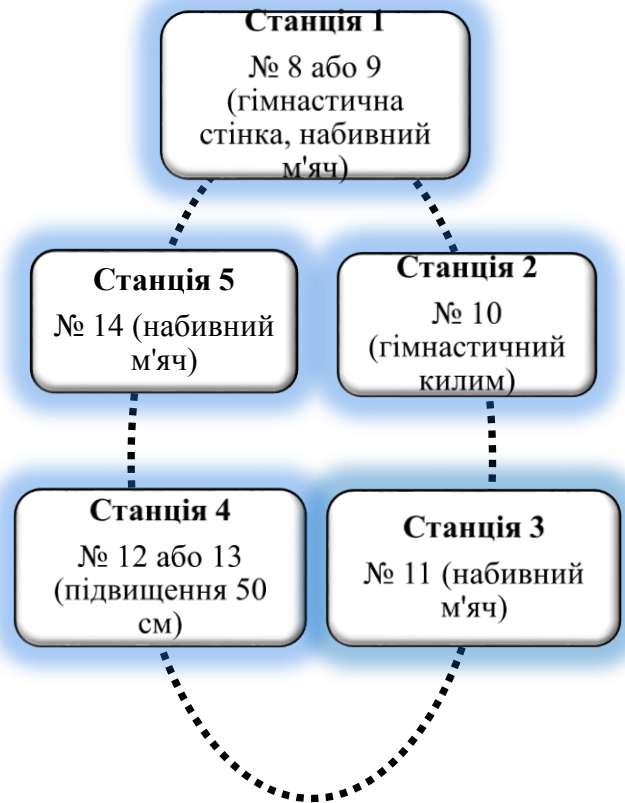 Станція 1
№ 8 або 9
(гімнастична
стінка, набивний
м'яч)
Станція 2
№ 10
(гімнастичний
килим)
Станція 3
№ 11 (набивний
м'яч)
Станція 4
№ 12 або 13
(підвищення 50
см)
Станція 5
№ 14 (набивний
м'яч)